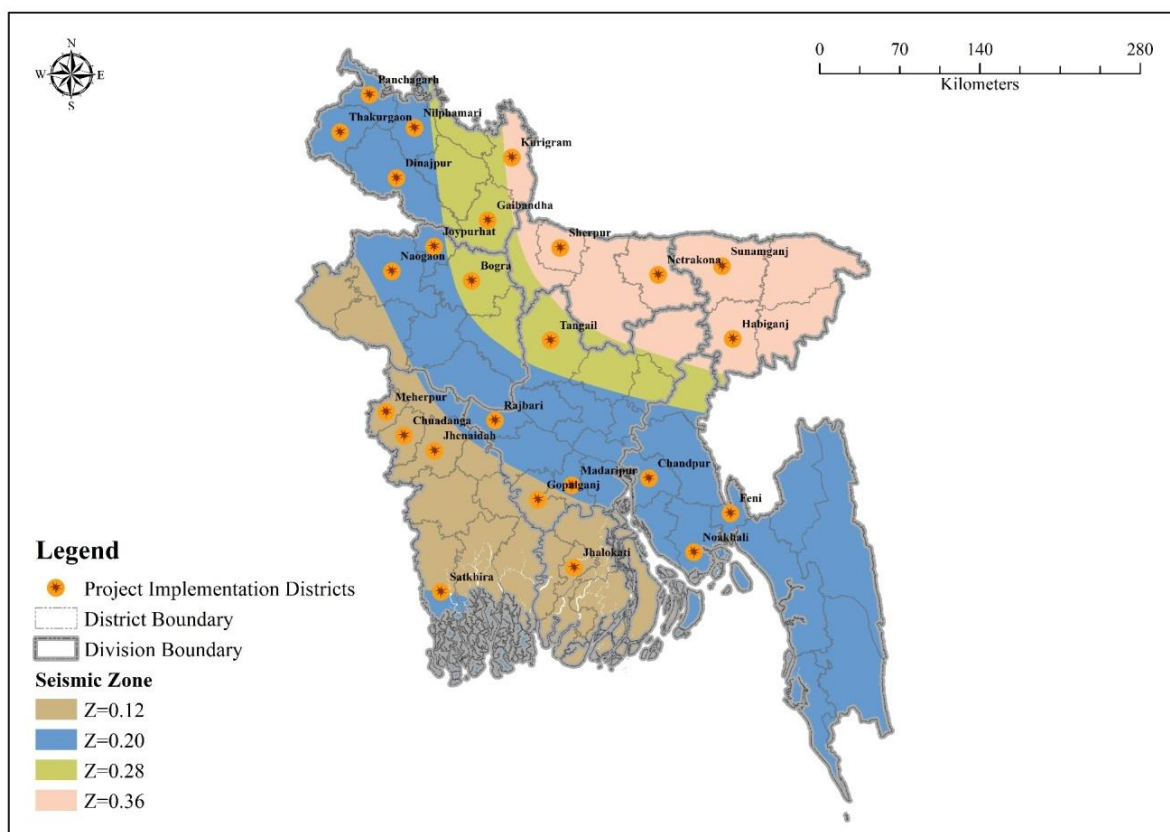 N
W E
S
0 70 140 280
Kilometers
Panchagarh
Thakurgaon
Nilphamari
Kurigram
Dinajpur
Gaibandha
Joypurhat
Sherpur
Sunamganj
Naogaon
Netrakona
Bogra
Tangail
Habiganj
Meherpur
Rajbari
Chuadanga
Jhenaidah
Madaripur
Chandpur
Gopalganj
Feni
Noakhali
Jhalokati
Satkhira
Legend
Project Implementation Districts
District Boundary
Division Boundary
Seismic Zone
Z=0.12
Z=0.20
Z=0.28
Z=0.36